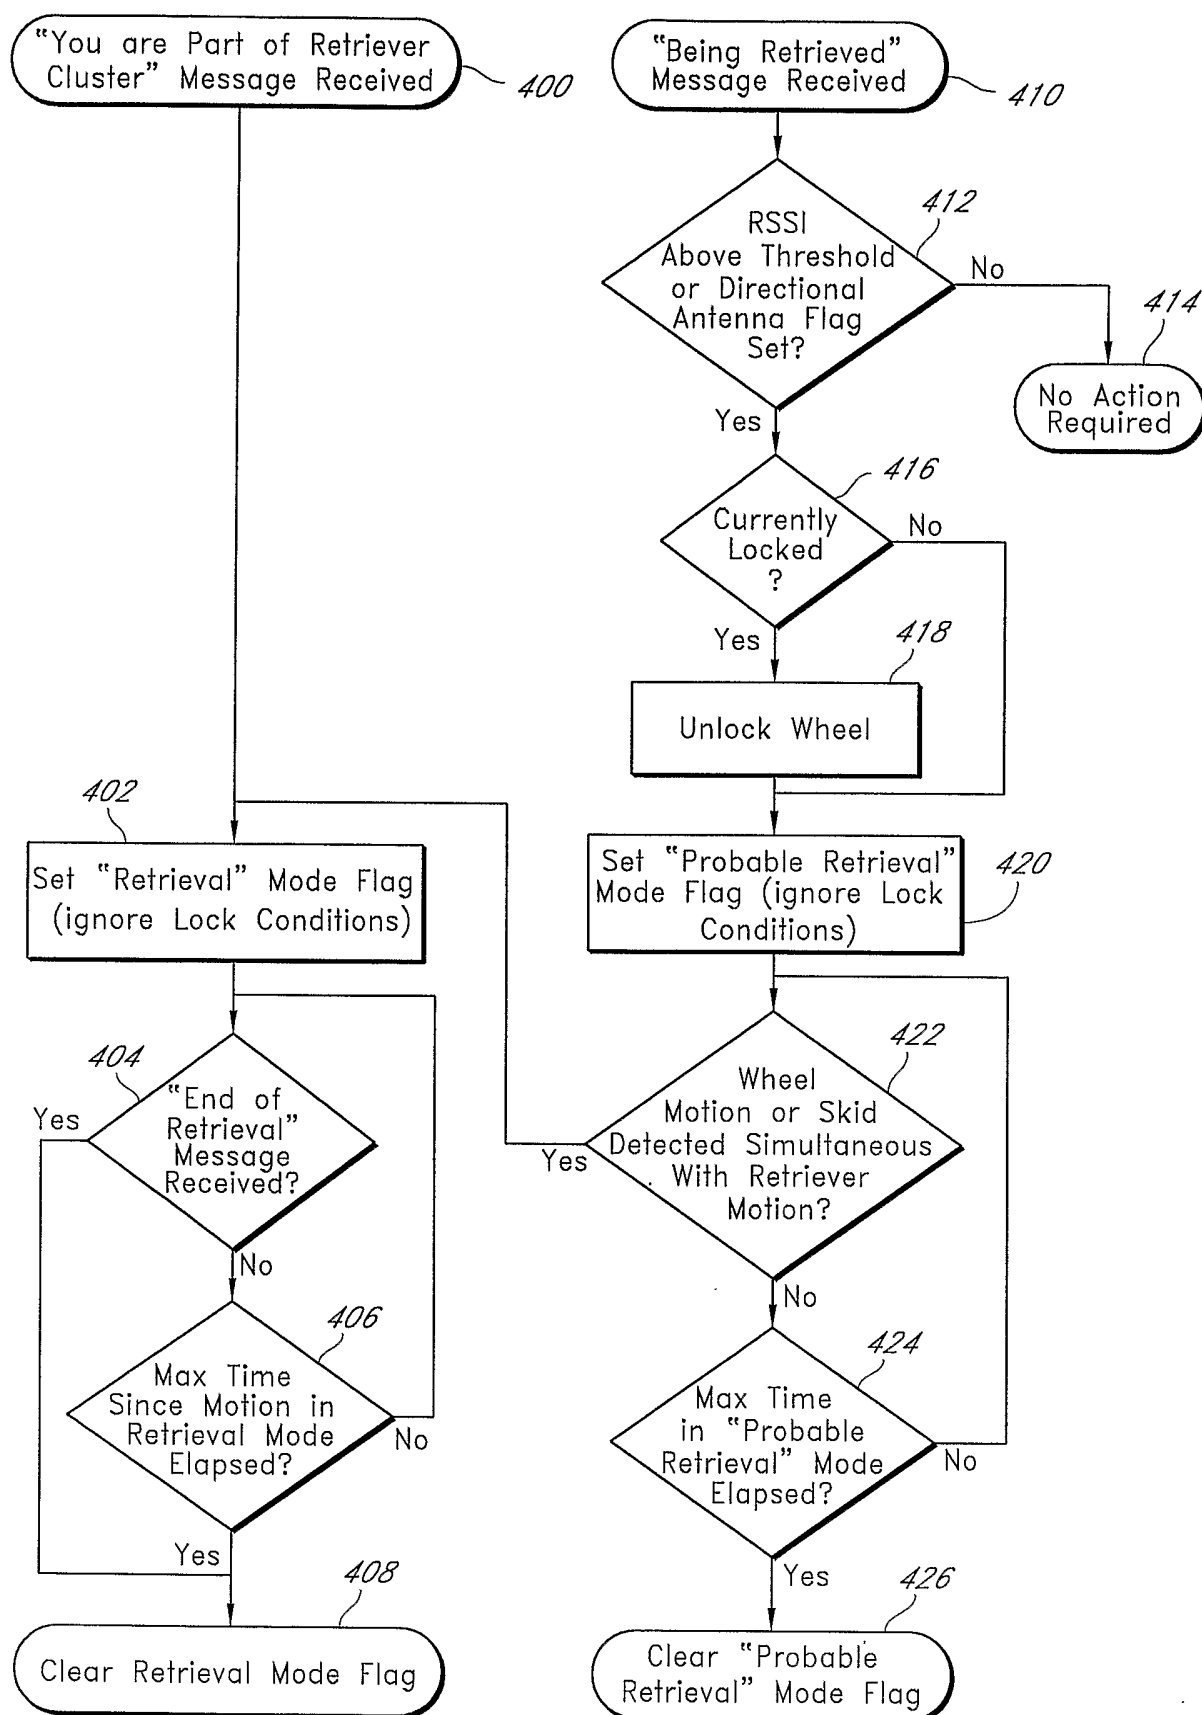 “You are Part of Retriever
Cluster” Message Received
400
402
Set “Retrieval” Mode Flag
(ignore Lock Conditions)
404
“End of
Retrieval”
Message
Received?
Yes
No
406
Max Time
Since Motion in
Retrieval Mode
Elapsed?
No
Yes
408
Clear Retrieval Mode Flag
“Being Retrieved”
Message Received
410
412
RSSI
Above Threshold
or Directional
Antenna Flag
Set?
No
414
No Action
Required
Yes
416
Currently
Locked
?
No
Yes
418
Unlock Wheel
Set “Probable Retrieval”
Mode Flag (ignore Lock
Conditions)
420
422
Wheel
Motion or Skid
Detected Simultaneous
With Retriever
Motion?
Yes
No
424
Max Time
in “Probable
Retrieval” Mode
Elapsed?
No
Yes
426
Clear “Probable
Retrieval” Mode Flag